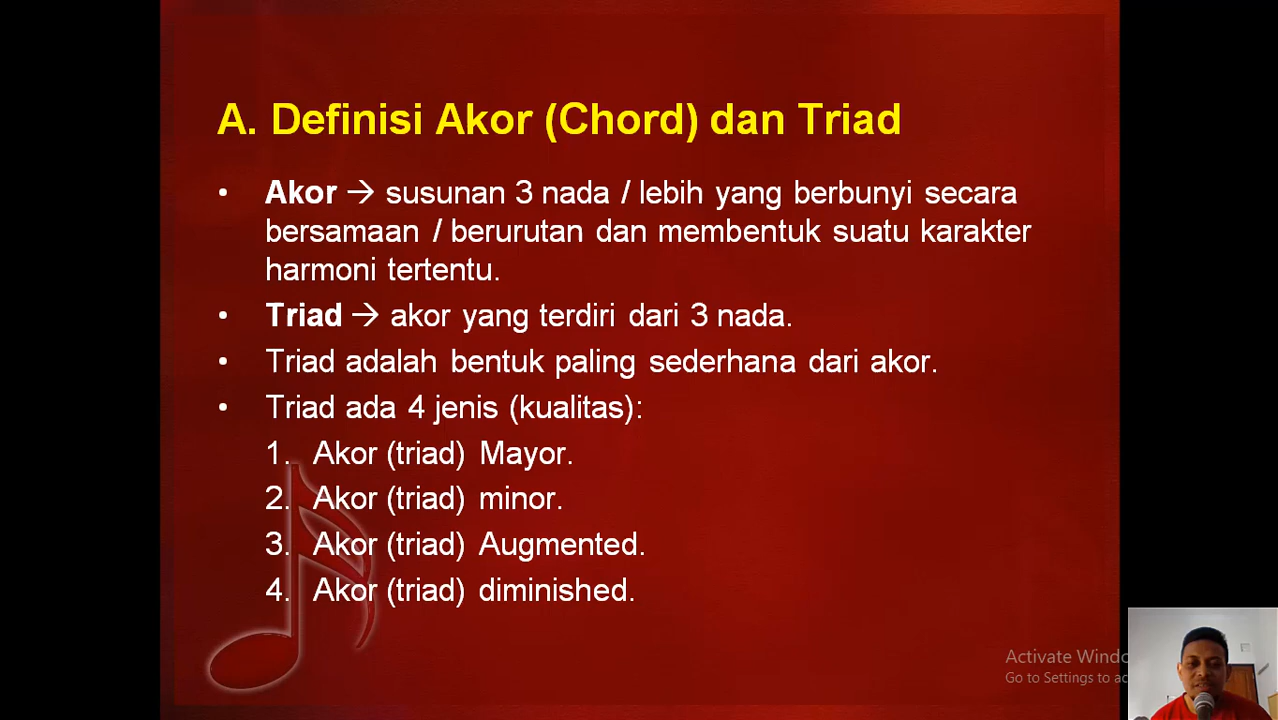 A. Definisi Akor (Chord) dan Triad
• Akor → susunan 3 nada / lebih yang berbunyi secara
bersamaan / berurutan dan membentuk suatu karakter
harmoni tertentu.
• Triad → akor yang terdiri dari 3 nada.
• Triad adalah bentuk paling sederhana dari akor.
• Triad ada 4 jenis (kualitas):
1. Akor (triad) Mayor.
2. Akor (triad) minor.
3. Akor (triad) Augmented.
4. Akor (triad) diminished.
Activate Windo
Go to Settings to ac